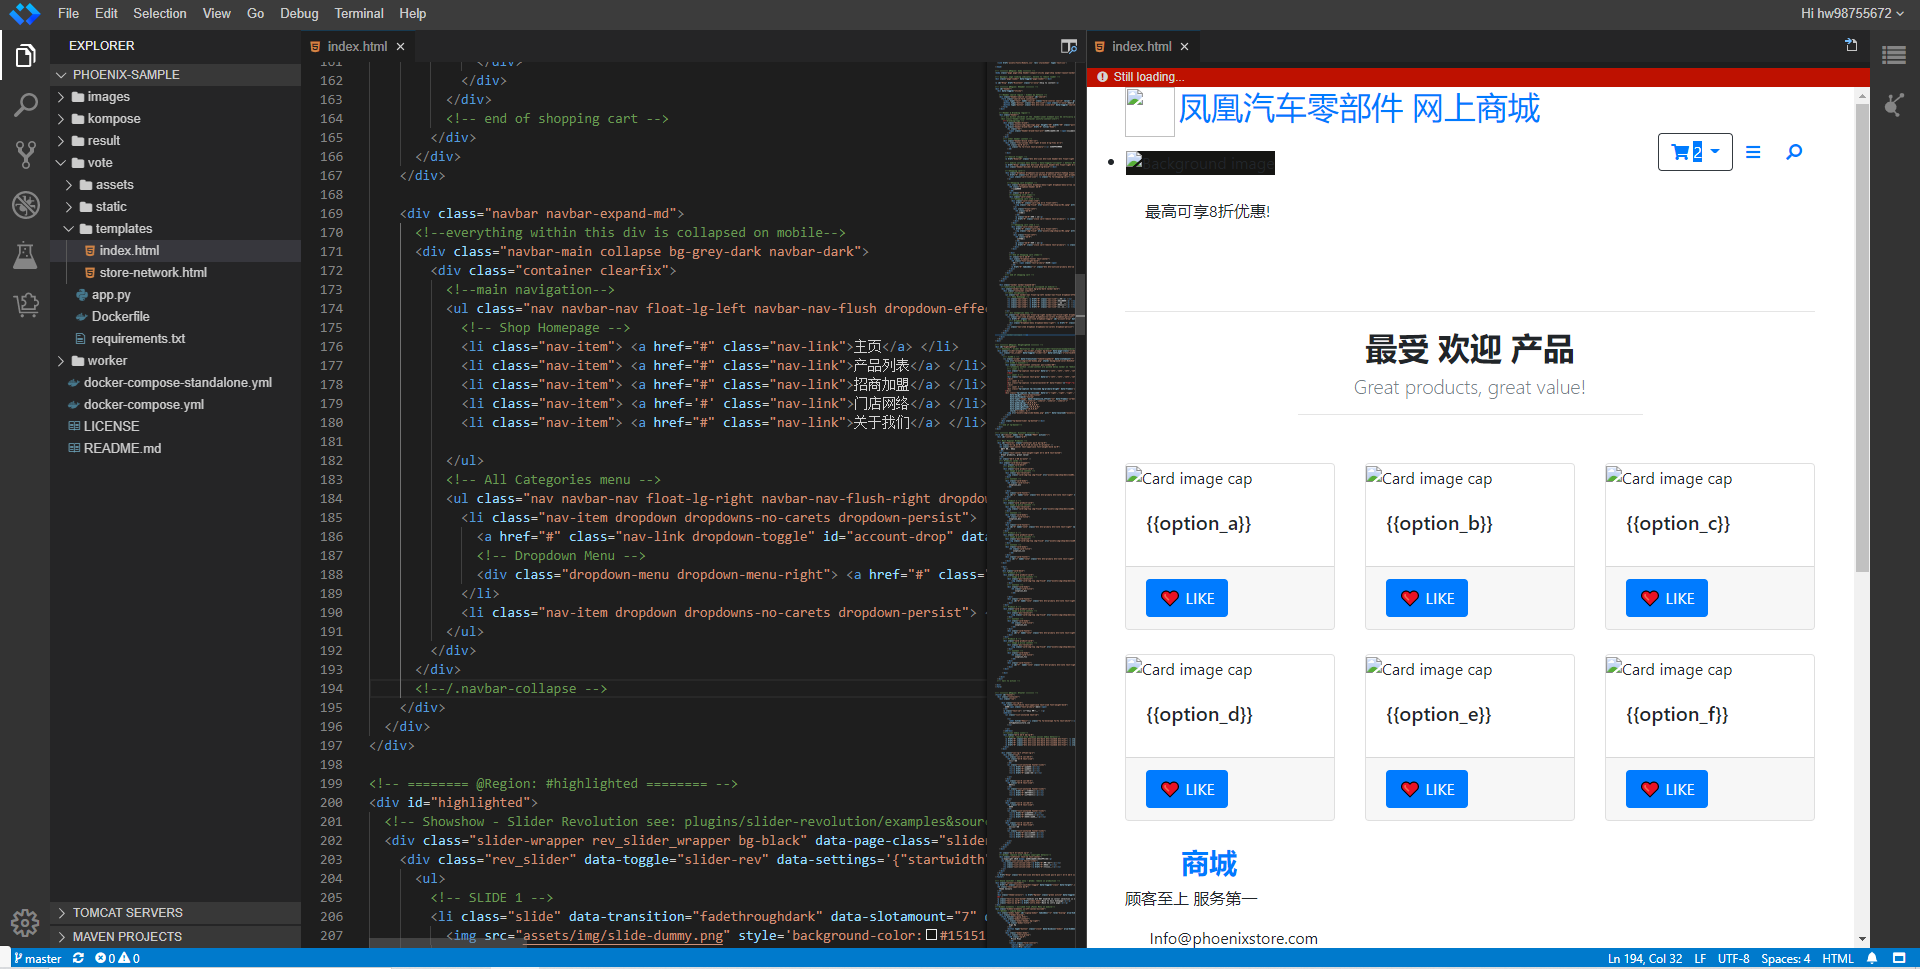 File Edit Selection View Go Debug Terminal Help
Hi hw98755672
EXPLORER
PHOENIX-SAMPLE
images
kompose
result
vote
assets
static
templates
index.html
store-network.html
app.py
Dockerfile
requirements.txt
worker
docker-compose-standalone.yml
docker-compose.yml
LICENSE
README.md
TOMCAT SERVERS
MAVEN PROJECTS
index.html
161 </div>
162 </div>
163 </div>
164 <!-- end of shopping cart -->
165 </div>
166 </div>
167 </div>
168
169 <div class="navbar navbar-expand-md">
170 <!--everything within this div is collapsed on mobile-->
171 <div class="navbar-main collapse bg-grey-dark navbar-dark">
172 <div class="container clearfix">
173 <!--main navigation-->
174 <ul class="nav navbar-nav float-lg-left navbar-nav-flush dropdown-effe
175 <!-- Shop Homepage -->
176 <li class="nav-item"> <a href="#" class="nav-link">主页</a> </li>
177 <li class="nav-item"> <a href="#" class="nav-link">产品列表</a> </li>
178 <li class="nav-item"> <a href="#" class="nav-link">招商加盟</a> </li>
179 <li class="nav-item"> <a href='#' class="nav-link">门店网络</a> </li>
180 <li class="nav-item"> <a href="#" class="nav-link">关于我们</a> </li>
181
182 </ul>
183 <!-- All Categories menu -->
184 <ul class="nav navbar-nav float-lg-right navbar-nav-flush-right dropdo
185 <li class="nav-item dropdown dropdowns-no-carets dropdown-persist">
186 <a href="#" class="nav-link dropdown-toggle" id="account-drop" dat
187 <!-- Dropdown Menu -->
188 <div class="dropdown-menu dropdown-menu-right"> <a href="#" class="
189 </li>
190 <li class="nav-item dropdown dropdowns-no-carets dropdown-persist"> <
191 </ul>
192 </div>
193 </div>
194 <!--/.navbar-collapse -->
195 </div>
196 </div>
197 </div>
198
199 <!-- ======== @Region: #highlighted ======== -->
200 <div id="highlighted">
201 <!-- Showshow - Slider Revolution see: plugins/slider-revolution/examples&sour
202 <div class="slider-wrapper rev_slider_wrapper bg-black" data-page-class="slider
203 <div class="rev_slider" data-toggle="slider-rev" data-settings='{"startwidth"
204 <ul>
205 <!-- SLIDE 1 -->
206 <li class="slide" data-transition="fadethroughdark" data-slotamount="7" d
207 <img src="assets/img/slide-dummy.png" style='background-color:#15151
index.html
Still loading...
凤凰汽车零部件 网上商城
2
Background image
最高可享8折优惠!
最受 欢迎 产品
Great products, great value!
Card image cap Card image cap Card image cap
{{option_a}} {{option_b}} {{option_c}}
LIKE LIKE LIKE
Card image cap Card image cap Card image cap
{{option_d}} {{option_e}} {{option_f}}
LIKE LIKE LIKE
商城
顾客至上 服务第一
Info@phoenixstore.com
master 0 0
Ln 194, Col 32 LF UTF-8 Spaces: 4 HTML